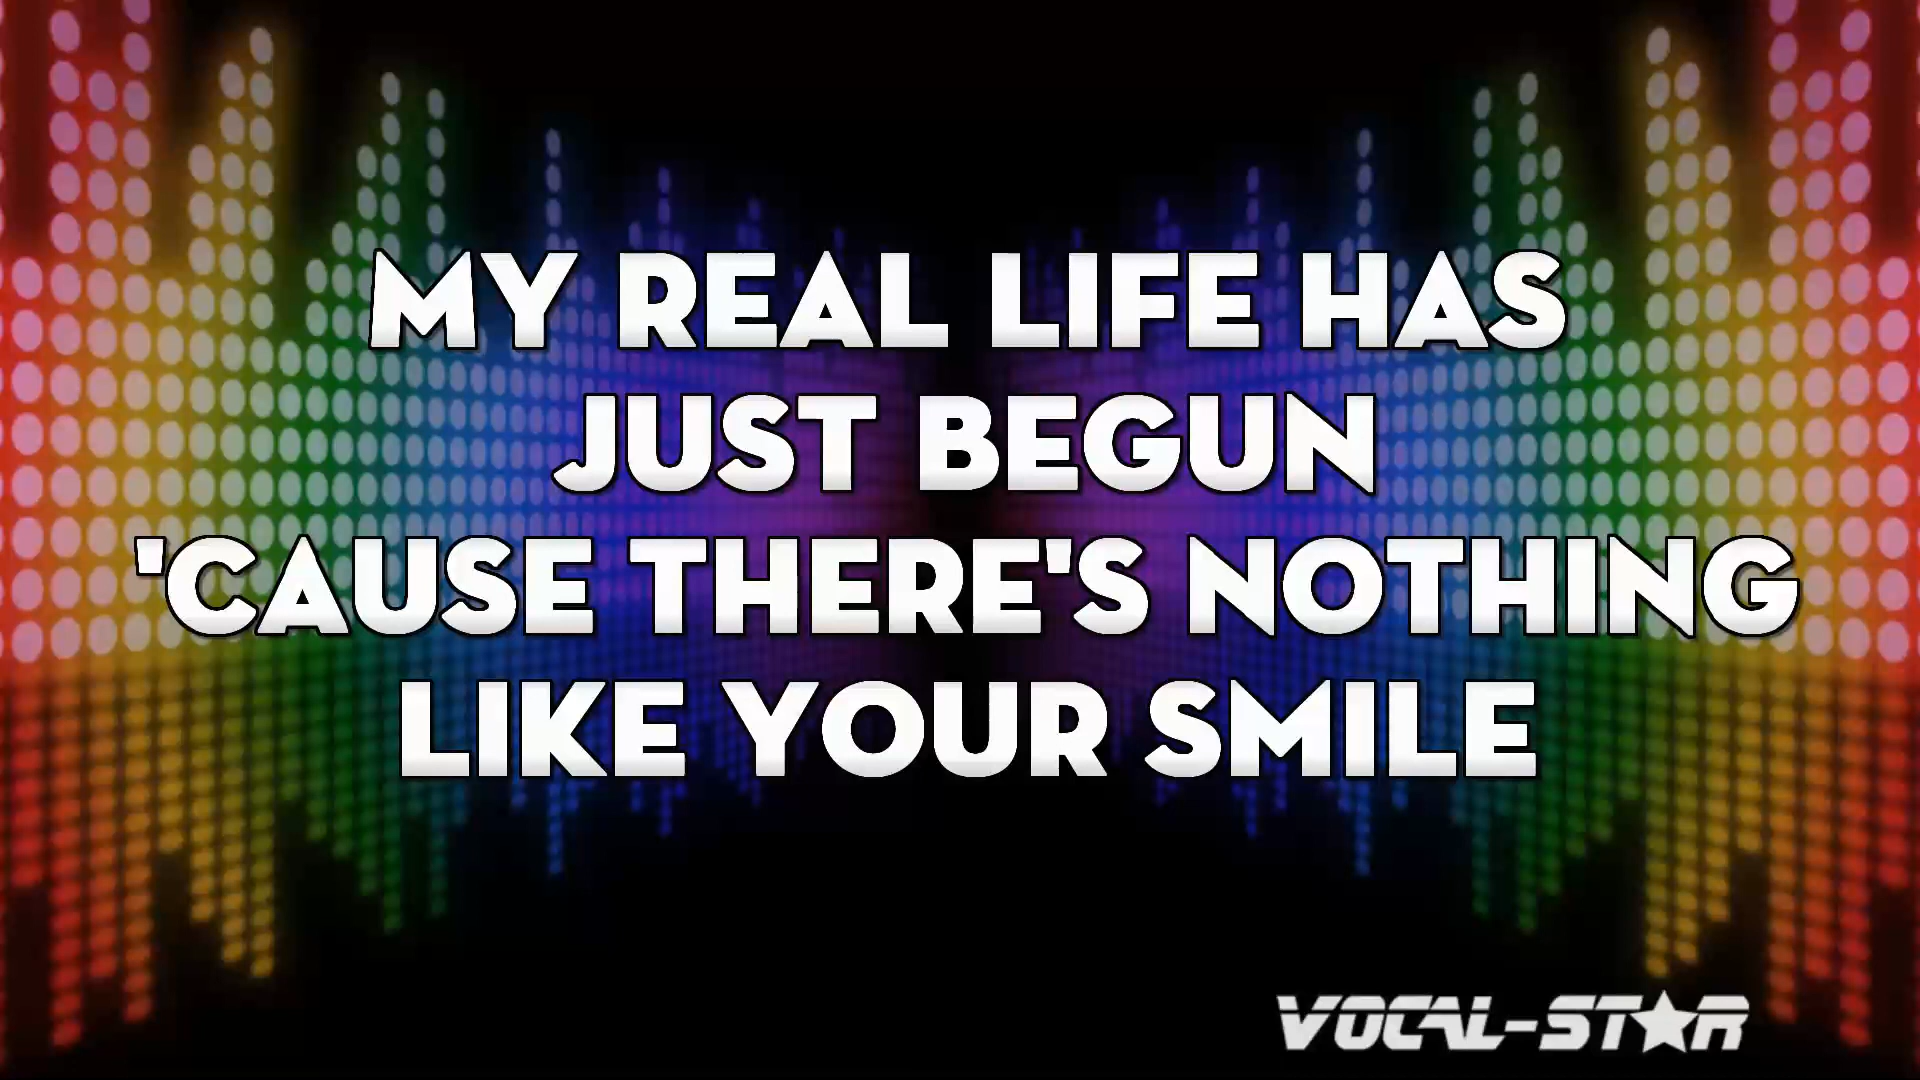 MY REAL LIFE HAS
JUST BEGUN
'CAUSE THERE'S NOTHING
LIKE YOUR SMILE
VOCAL-STAR